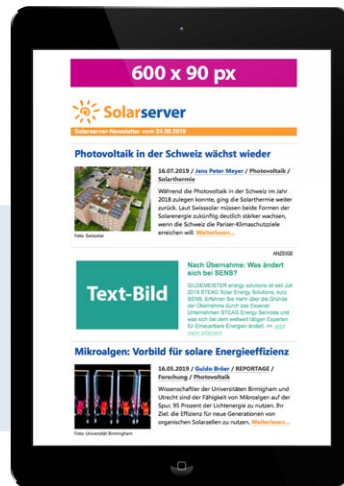 600 x 90 px
Solarserver
Solarserver-Newsletter vom 24.09.2019
Photovoltaik in der Schweiz wächst wieder
16.07.2019 / Jens Peter Meyer / Photovoltaik /
Solarthermie
Während die Photovoltaik in der Schweiz im Jahr
2018 zulegen konnte, ging die Solarthermie weiter
zurück. Laut Swissolar müssen beide Formen der
Solarenergie zukünftig deutlich stärker wachsen,
wenn die Schweiz die Pariser-Klimaschutzziele
erreichen will. Weiterlesen...
Foto: Swissolar
ANZEIGE
Text-Bild
Nach Übernahme: Was ändert
sich bei SENS?
GILDEMEISTER energy solutions ist seit Juli
2019 STEAG Solar Energy Solutions, kurz
SENS. Erfahren Sie mehr über die Gründe
der Übernahme durch das Essener
Unternehmen STEAG Energy Services und
was sich bei dem weltweit tätigen Experten
für Erneuerbare Energien ändert. >> Jetzt
mehr erfahren!
Mikroalgen: Vorbild für solare Energieeffizienz
16.05.2019 / Guido Bröer / REPORTAGE /
Forschung / Photovoltaik
Wissenschaftler der Universitäten Birmigham und
Utrecht sind der Fähigkeit von Mikroalgen auf der
Spur, 95 Prozent der Lichtenergie zu nutzen. Ihr
Ziel: die Effizienz für neue Generationen von
organischen Solarzellen zu nutzen. Weiterlesen...
Foto: Universität Birmingham